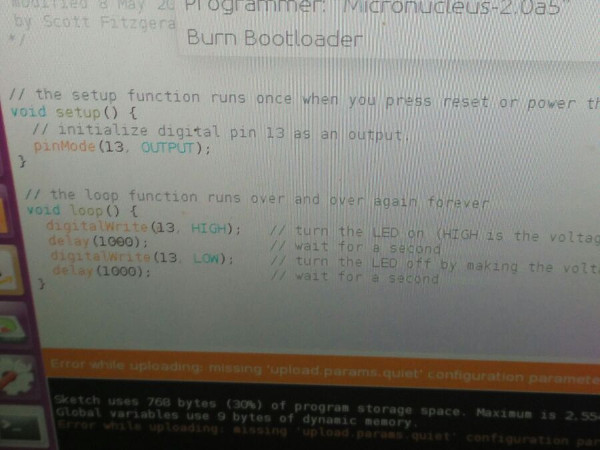 modified 8 May 20
by Scott Fitzgera
*/
Programmer: "Micronucleus-2.0a5"
Burn Bootloader
// the setup function runs once when you press reset or power th
void setup() {
// initialize digital pin 13 as an output.
pinMode(13, OUTPUT);
}
// the loop function runs over and over again forever
void loop() {
digitalWrite(13, HIGH); // turn the LED on (HIGH is the voltag
delay(1000); // wait for a second
digitalWrite(13, LOW); // turn the LED off by making the volta
delay(1000); // wait for a second
}
Error while uploading: missing 'upload.params.quiet' configuration paramete
Sketch uses 768 bytes (30%) of program storage space. Maximum is 2,554
Global variables use 9 bytes of dynamic memory.
Error while uploading: missing 'upload.params.quiet' configuration par